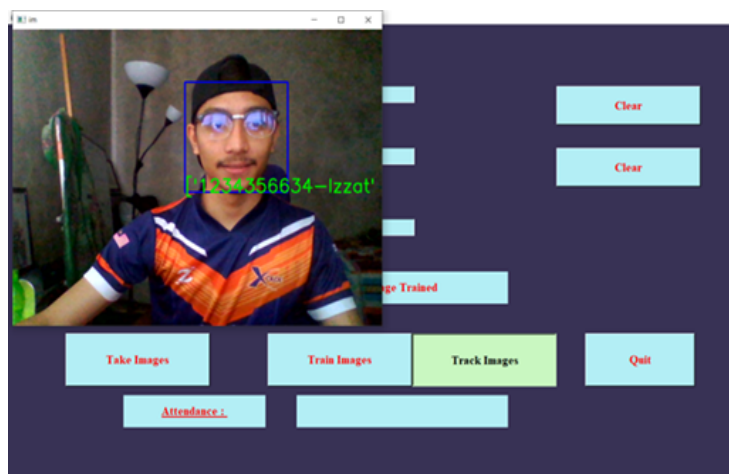 im
['1234356634-Izzat'
Clear
Clear
ge Trained
Take Images
Train Images
Track Images
Quit
Attendance :